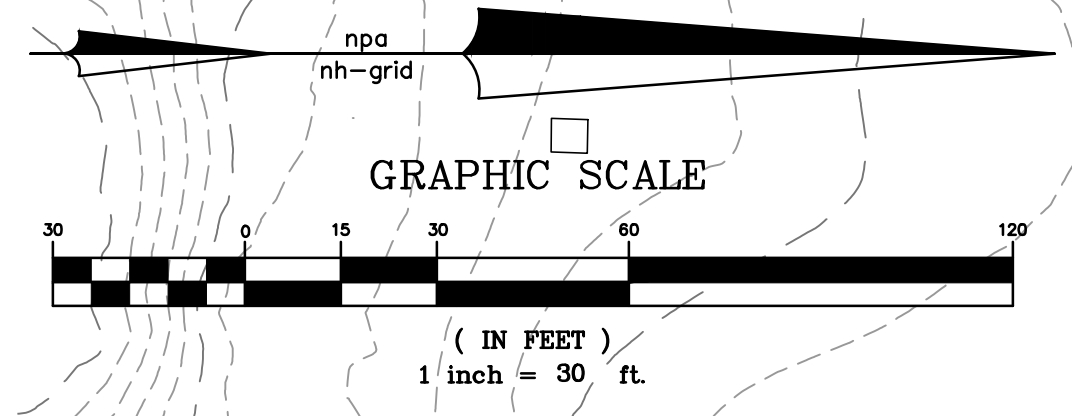 npa
nh-grid
GRAPHIC SCALE
30 0 15 30 60 120
( IN FEET )
1 inch = 30 ft.